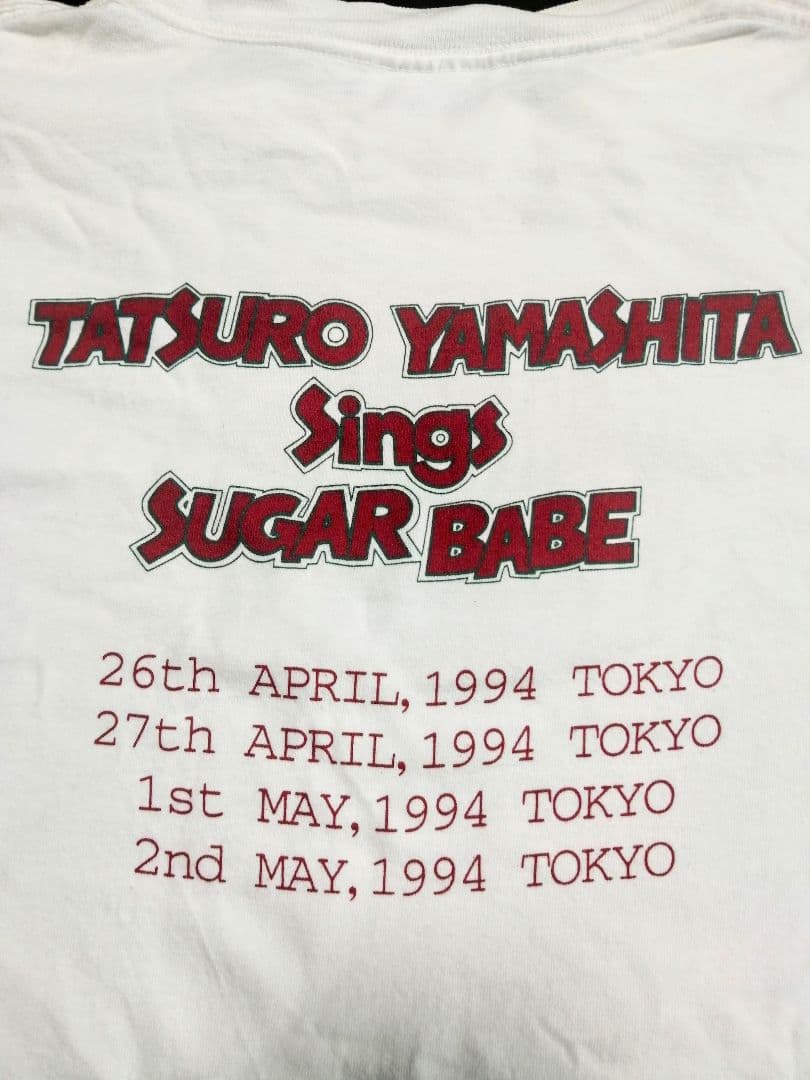 TATSURO YAMASHITA
Sings
SUGAR BABE
26th APRIL, 1994 TOKYO
27th APRIL, 1994 TOKYO
1st MAY, 1994 TOKYO
2nd MAY, 1994 TOKYO